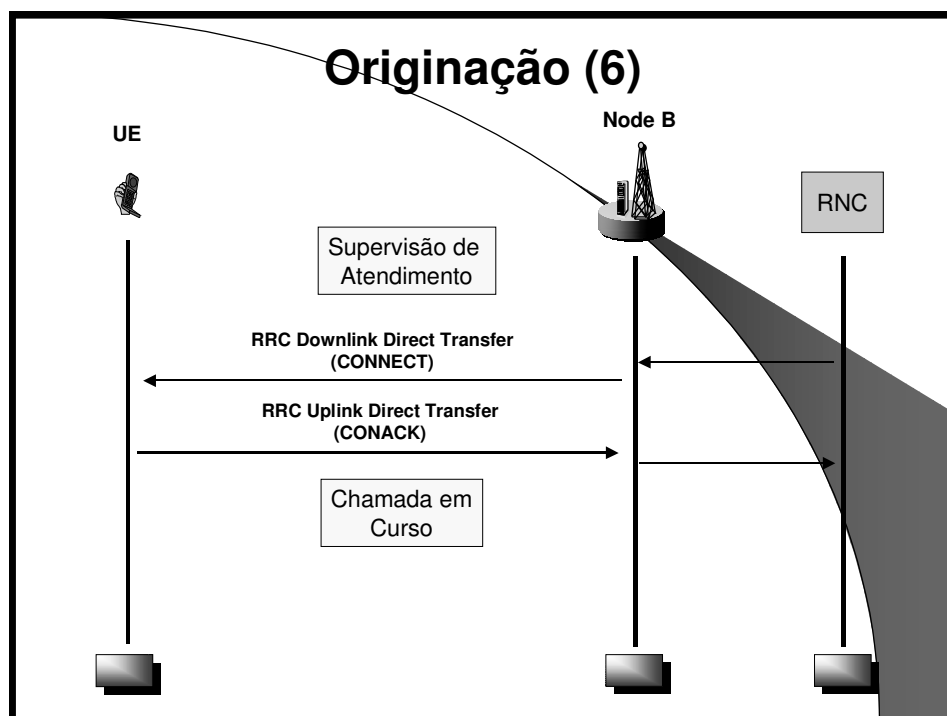 Originação (6)
Node B
UE
RNC
Supervisão de
Atendimento
RRC Downlink Direct Transfer
(CONNECT)
RRC Uplink Direct Transfer
(CONACK)
Chamada em
Curso